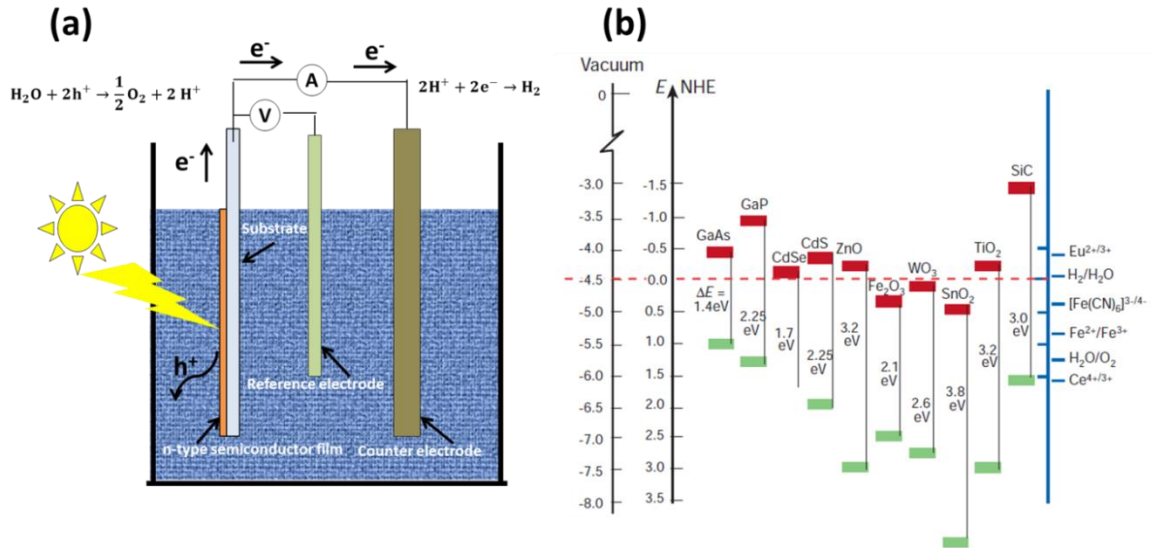 (a)
e⁻
e⁻
H₂O + 2h⁺ → 1/2 O₂ + 2 H⁺
A
2H⁺ + 2e⁻ → H₂
V
e⁻
Substrate
h⁺
Reference electrode
n-type semiconductor film
Counter electrode
(b)
Vacuum
E NHE
0
-3.0
-3.5
-4.0
-4.5
-5.0
-5.5
-6.0
-6.5
-7.0
-7.5
-8.0
-1.5
-1.0
-0.5
0.0
0.5
1.0
1.5
2.0
2.5
3.0
3.5
GaAs
ΔE =
1.4eV
GaP
2.25
eV
CdSe
1.7
eV
CdS
2.25
eV
ZnO
3.2
eV
Fe₂O₃
2.1
eV
WO₃
2.6
eV
SnO₂
3.8
eV
TiO₂
3.2
eV
SiC
3.0
eV
Eu²⁺/³⁺
H₂/H₂O
[Fe(CN)₆]³⁻/⁴⁻
Fe²⁺/Fe³⁺
H₂O/O₂
Ce⁴⁺/³⁺